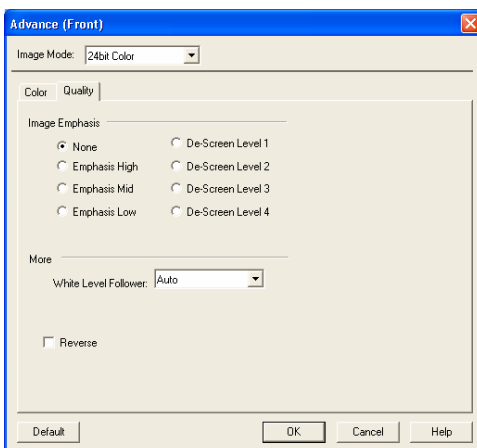 Advance (Front)
Image Mode: 24bit Color
Color Quality
Image Emphasis
None De-Screen Level 1
Emphasis High De-Screen Level 2
Emphasis Mid De-Screen Level 3
Emphasis Low De-Screen Level 4
More
White Level Follower: Auto
Reverse
Default OK Cancel Help